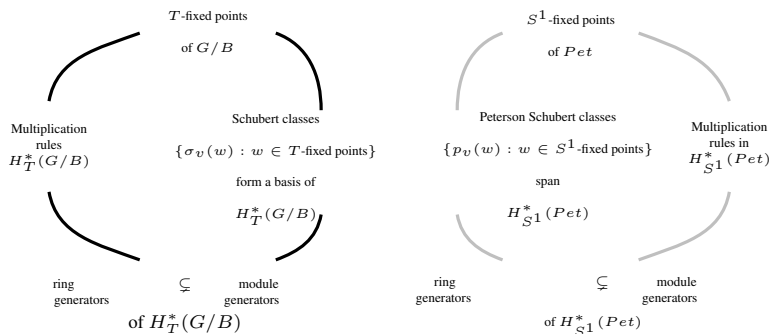 T-fixed points
of G/B
Multiplication
rules
H*_T(G/B)
Schubert classes
{σ_v(w) : w ∈ T-fixed points}
form a basis of
H*_T(G/B)
ring
generators
⊊
module
generators
of H*_T(G/B)
S^1-fixed points
of Pet
Peterson Schubert classes
{p_v(w) : w ∈ S^1-fixed points}
span
H*_{S^1}(Pet)
Multiplication
rules in
H*_{S^1}(Pet)
ring
generators
⊊
module
generators
of H*_{S^1}(Pet)